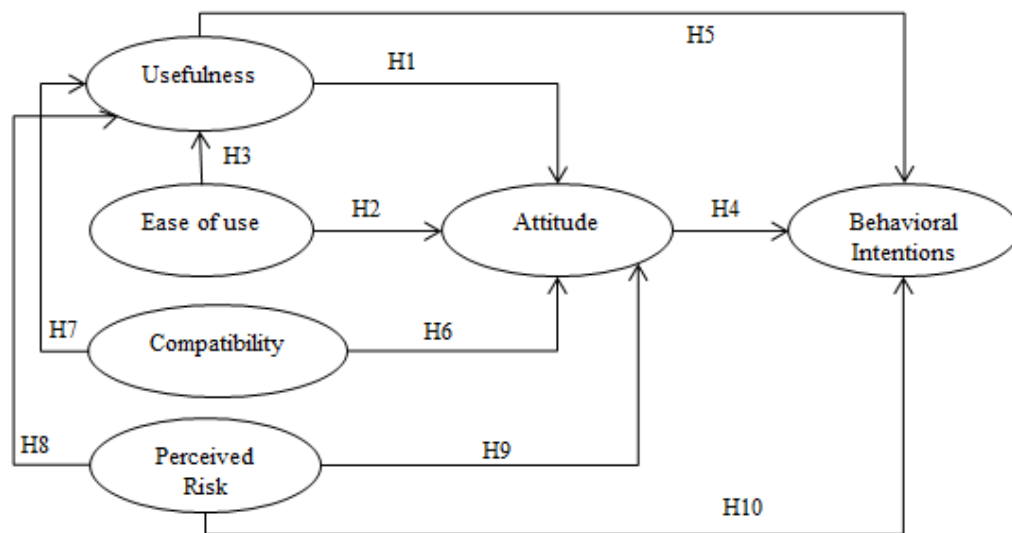 H5
Usefulness
H1
H3
Ease of use
H2
Attitude
H4
Behavioral
Intentions
H7
Compatibility
H6
H8
Perceived
Risk
H9
H10